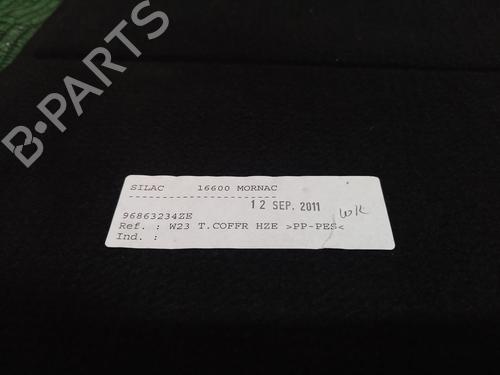 B-PARTS
SILAC 16600 MORNAC
------------------------
12 SEP. 2011
96863234ZE
Ref. : W23 T.COFFR HZE >PP-PES<
Ind. :